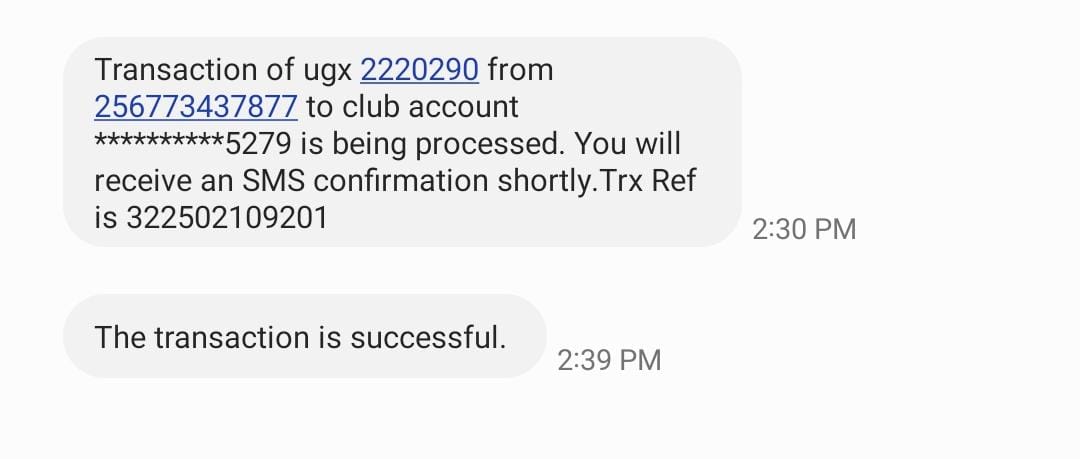 Transaction of ugx 2220290 from
256773437877 to club account
**********5279 is being processed. You will
receive an SMS confirmation shortly.Trx Ref
is 322502109201
2:30 PM
The transaction is successful.
2:39 PM